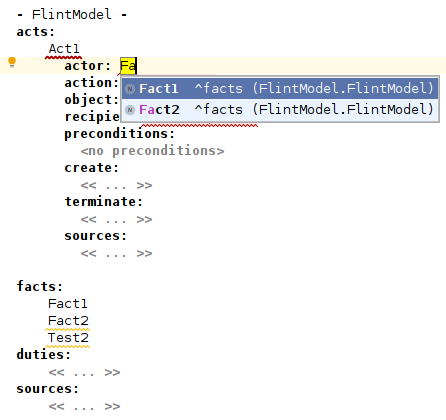 - FlintModel -
acts:
Act1
actor: Fa
action:
Fact1 ^facts (FlintModel.FlintModel)
object:
Fact2 ^facts (FlintModel.FlintModel)
recipie
preconditions:
<no preconditions>
create:
<< ... >>
terminate:
<< ... >>
sources:
<< ... >>
facts:
Fact1
Fact2
Test2
duties:
<< ... >>
sources:
<< ... >>